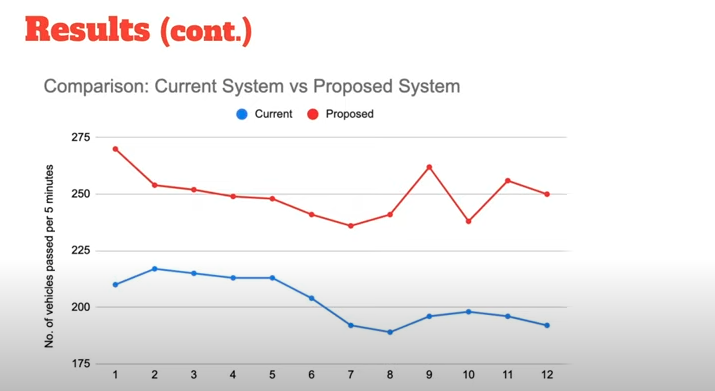 Results (cont.)
Comparison: Current System vs Proposed System
Current Proposed
No. of vehicles passed per 5 minutes
275
250
225
200
175
1 2 3 4 5 6 7 8 9 10 11 12